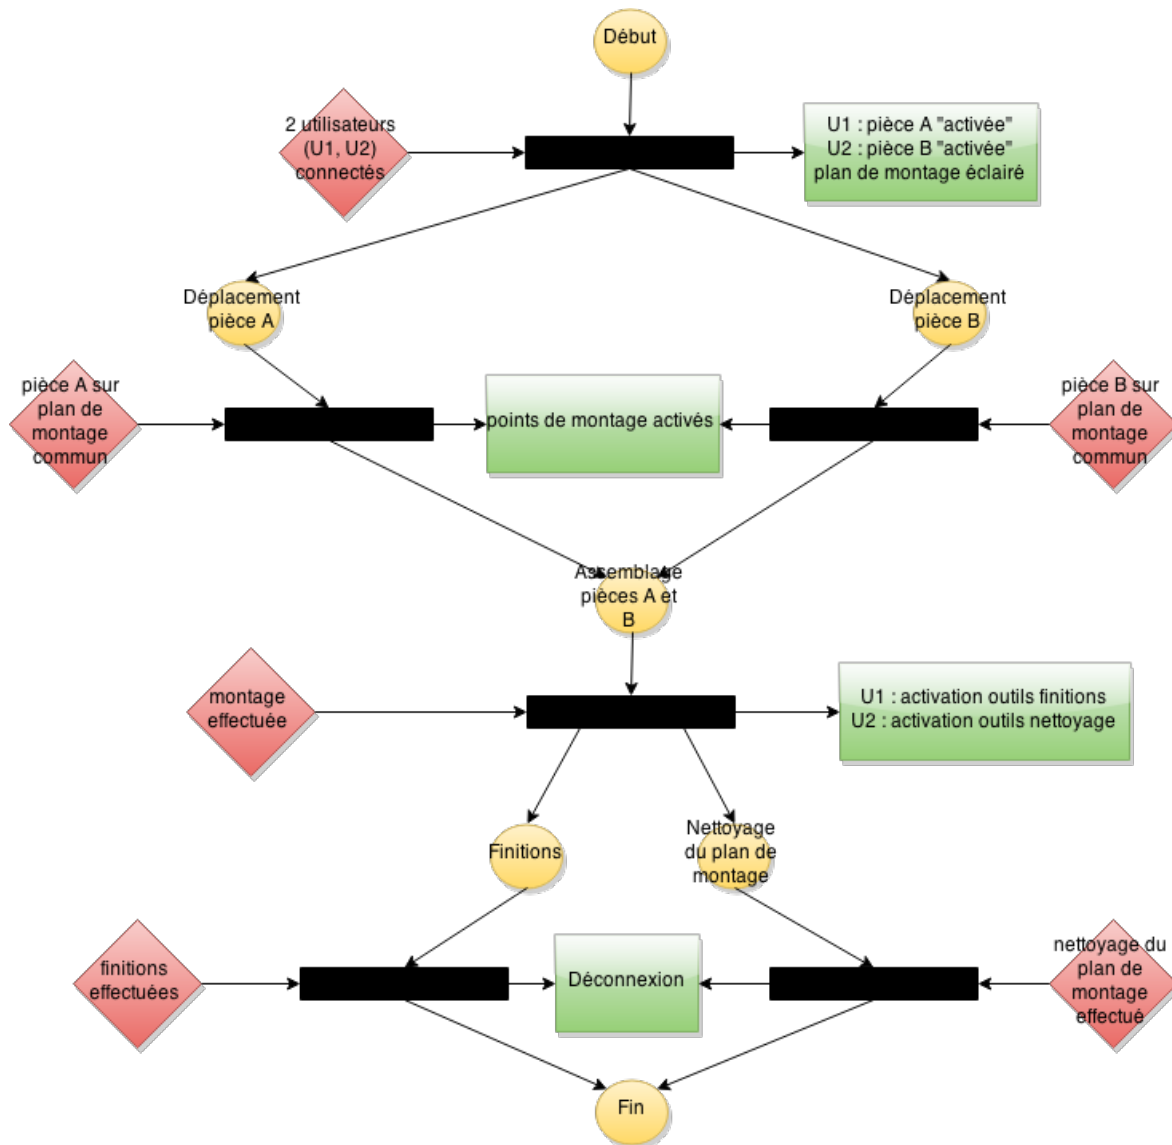 Début
2 utilisateurs
(U1, U2)
connectés
U1 : pièce A "activée"
U2 : pièce B "activée"
plan de montage éclairé
Déplacement
pièce A
Déplacement
pièce B
pièce A sur
plan de
montage
commun
points de montage activés
pièce B sur
plan de
montage
commun
Assemblage
pièces A et
B
montage
effectuée
U1 : activation outils finitions
U2 : activation outils nettoyage
Finitions
Nettoyage
du plan de
montage
finitions
effectuées
Déconnexion
nettoyage du
plan de
montage
effectué
Fin